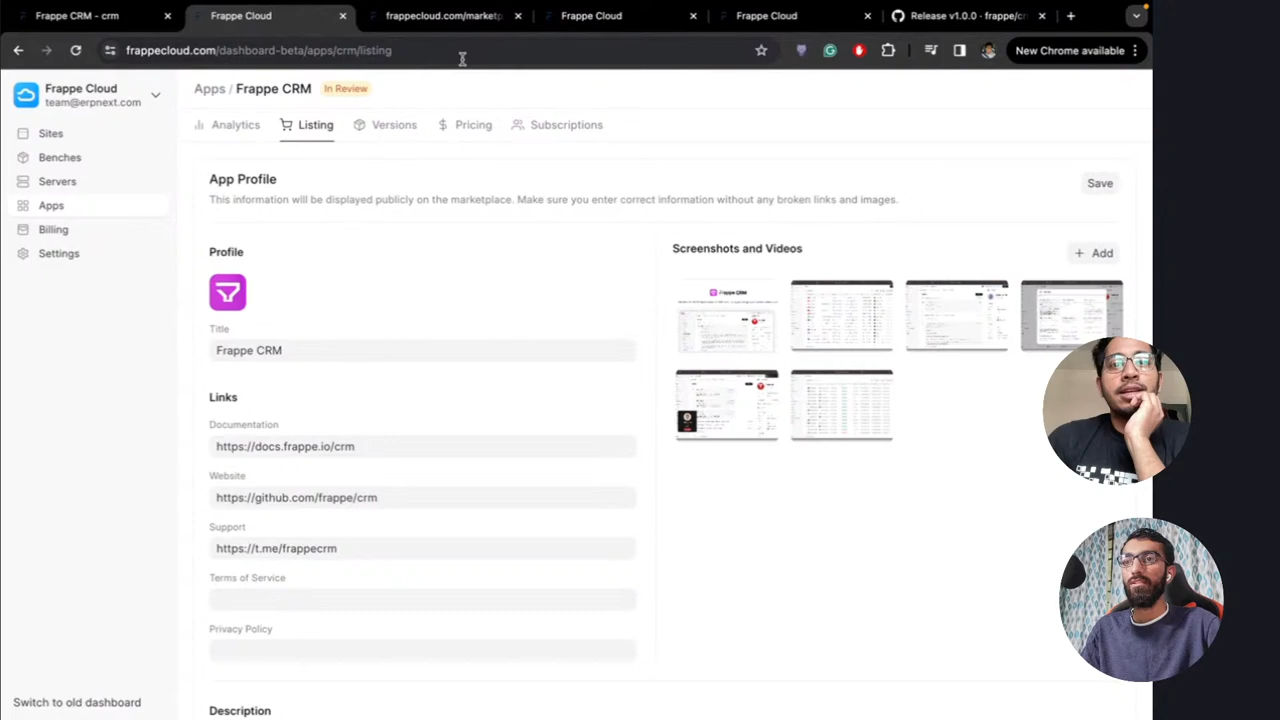 Frappe CRM - crm
Frappe Cloud
frappecloud.com/marketp
Frappe Cloud
Frappe Cloud
Release v1.0.0 · frappe/cr
frappecloud.com/dashboard-beta/apps/crm/listing
New Chrome available
Frappe Cloud
team@erpnext.com
Apps / Frappe CRM
In Review
Sites
Benches
Servers
Apps
Billing
Settings
Analytics
Listing
Versions
Pricing
Subscriptions
App Profile
This information will be displayed publicly on the marketplace. Make sure you enter correct information without any broken links and images.
Save
Profile
Title
Frappe CRM
Links
Documentation
https://docs.frappe.io/crm
Website
https://github.com/frappe/crm
Support
https://t.me/frappecrm
Terms of Service
Privacy Policy
Description
Screenshots and Videos
+ Add
Frappe CRM
Switch to old dashboard